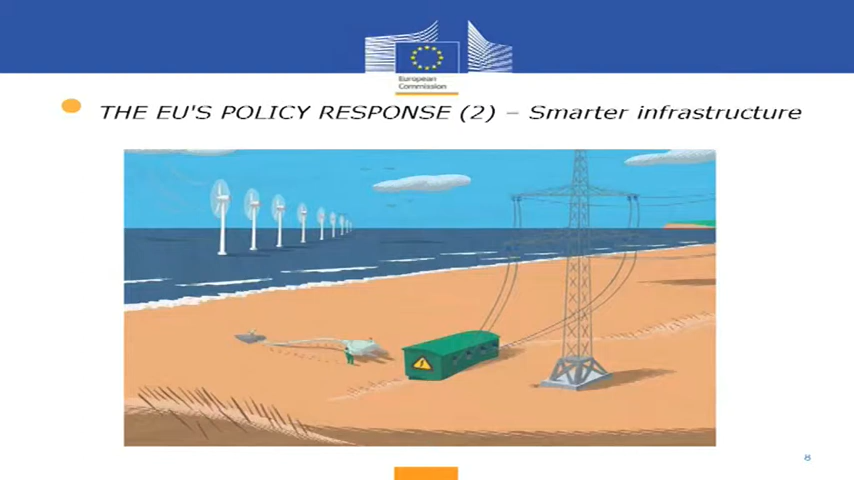 European
Commission
THE EU'S POLICY RESPONSE (2) – Smarter infrastructure
8